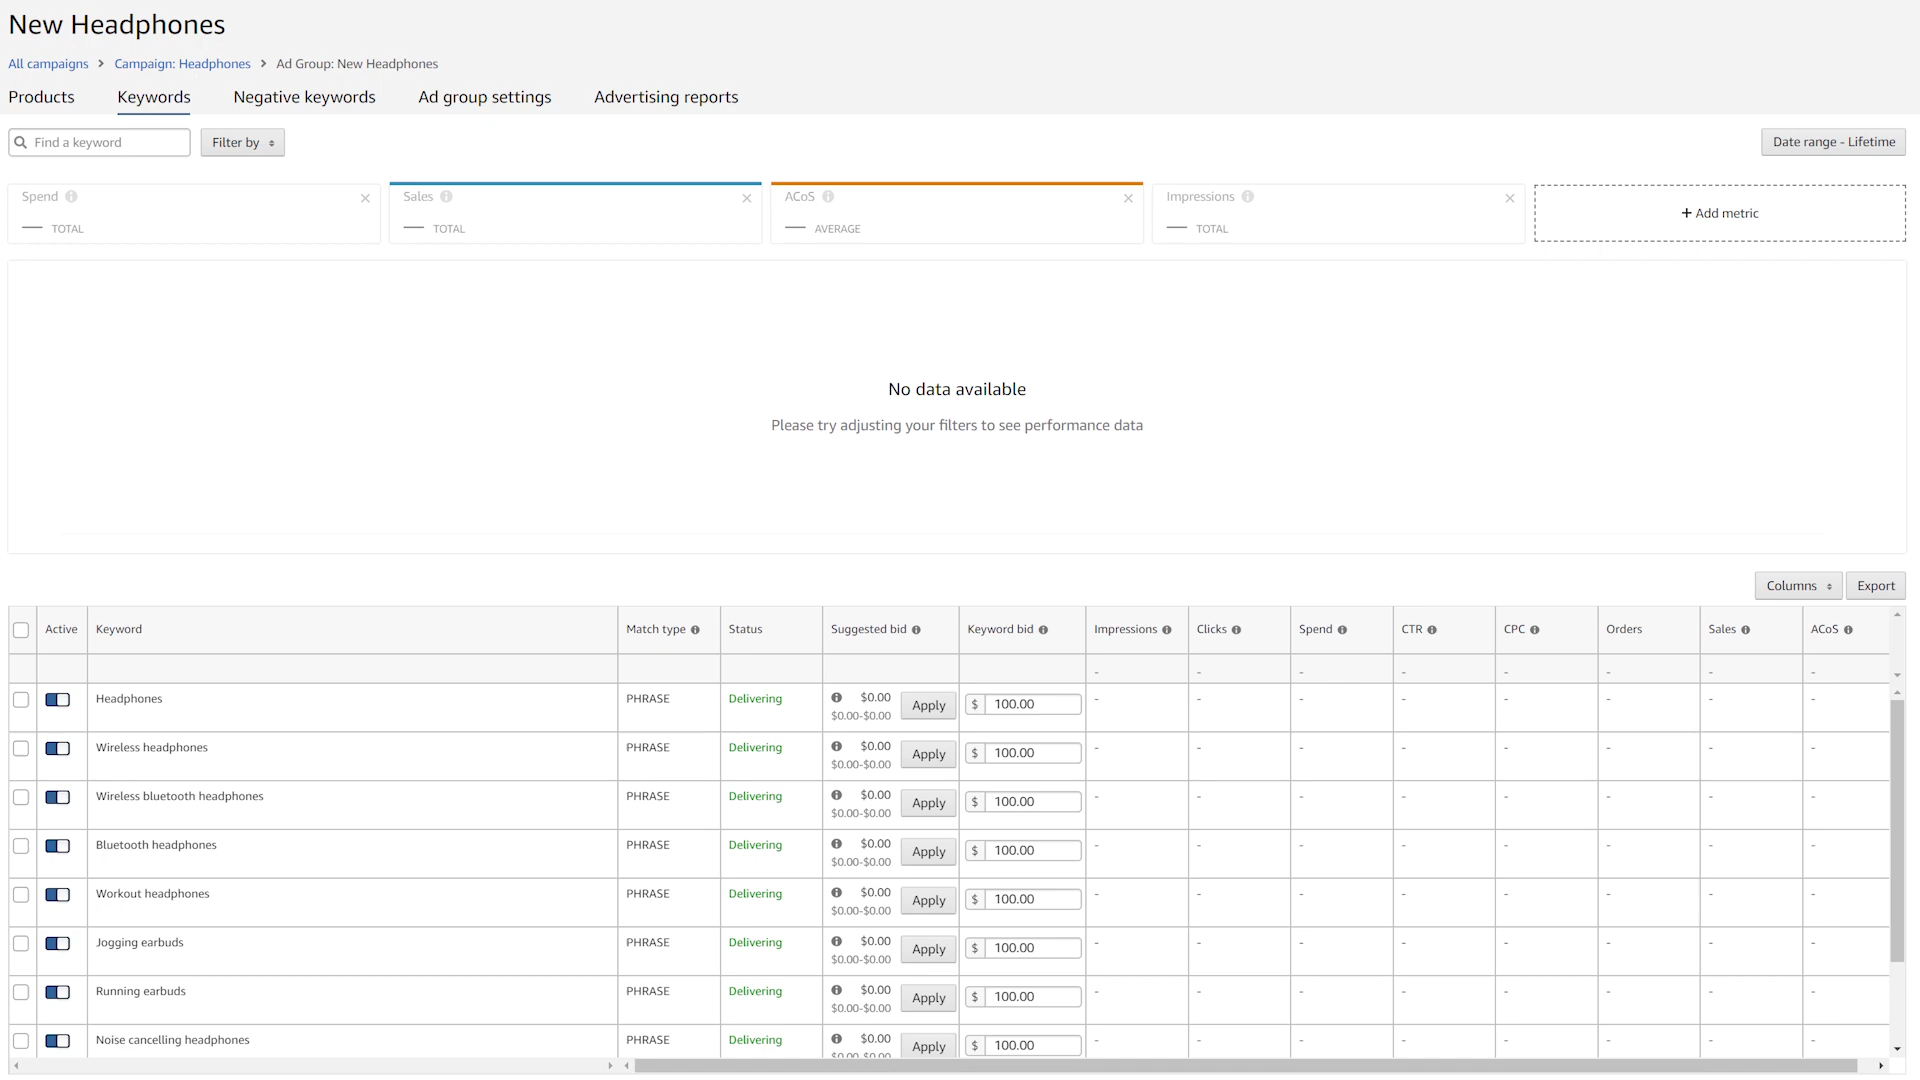 New Headphones
All campaigns > Campaign: Headphones > Ad Group: New Headphones
Products Keywords Negative keywords Ad group settings Advertising reports
Find a keyword Filter by Date range - Lifetime
Spend Sales ACoS Impressions
+ Add metric
— TOTAL — TOTAL — AVERAGE — TOTAL
No data available
Please try adjusting your filters to see performance data
Columns Export
Active Keyword Match type Status Suggested bid Keyword bid Impressions Clicks Spend CTR CPC Orders Sales ACoS
- - - - - - - -
Headphones PHRASE Delivering $0.00 Apply $ 100.00 - - - - - - - -
$0.00-$0.00
Wireless headphones PHRASE Delivering $0.00 Apply $ 100.00 - - - - - - - -
$0.00-$0.00
Wireless bluetooth headphones PHRASE Delivering $0.00 Apply $ 100.00 - - - - - - - -
$0.00-$0.00
Bluetooth headphones PHRASE Delivering $0.00 Apply $ 100.00 - - - - - - - -
$0.00-$0.00
Workout headphones PHRASE Delivering $0.00 Apply $ 100.00 - - - - - - - -
$0.00-$0.00
Jogging earbuds PHRASE Delivering $0.00 Apply $ 100.00 - - - - - - - -
$0.00-$0.00
Running earbuds PHRASE Delivering $0.00 Apply $ 100.00 - - - - - - - -
$0.00-$0.00
Noise cancelling headphones PHRASE Delivering $0.00 Apply $ 100.00 - - - - - - - -
$0.00-$0.00